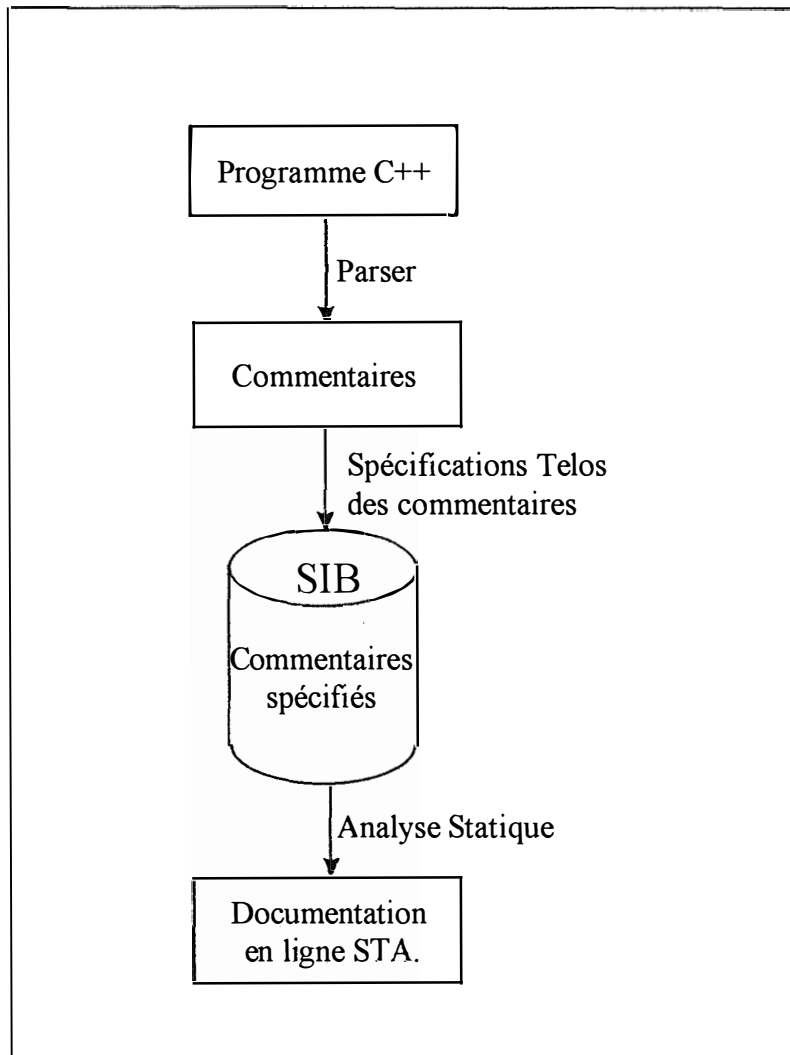 Programme C++
Parser
Commentaires
Spécifications Telos
des commentaires
SIB
Commentaires
spécifiés
Analyse Statique
Documentation
en ligne STA.